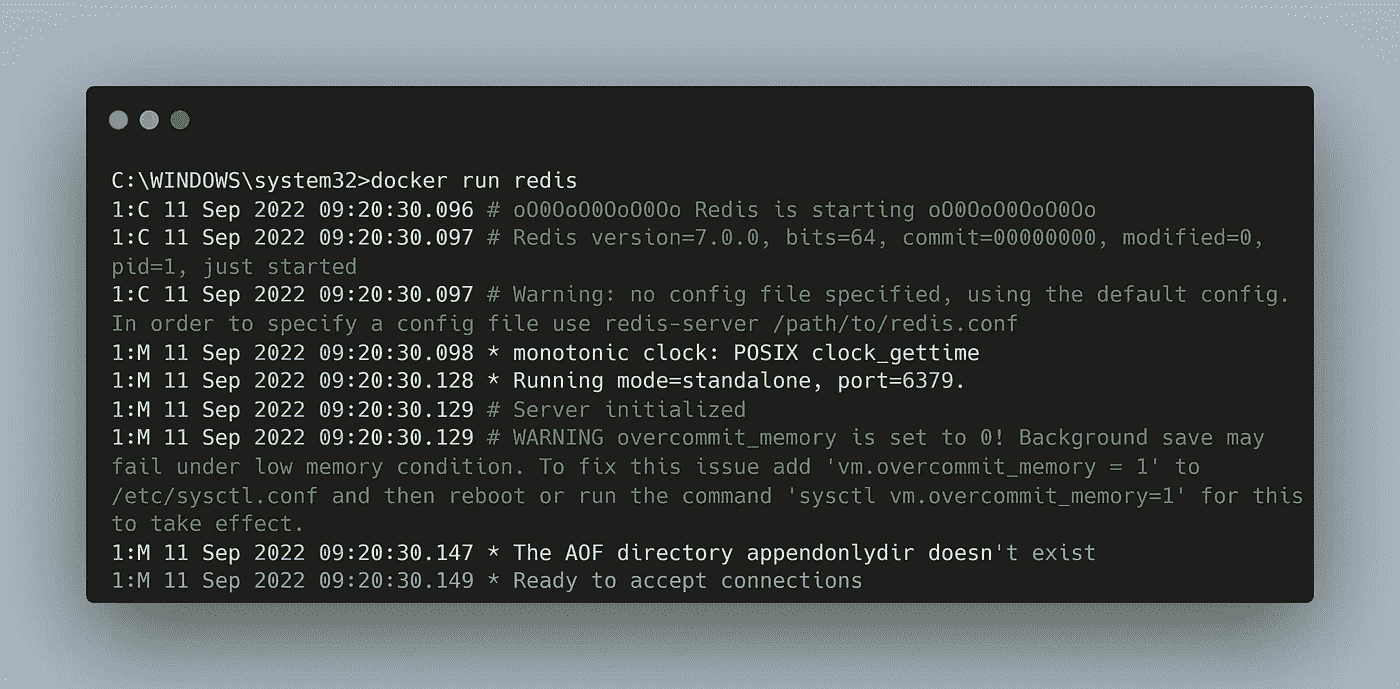 C:\WINDOWS\system32>docker run redis
1:C 11 Sep 2022 09:20:30.096 # oO0OoO0OoO0Oo Redis is starting oO0OoO0OoO0Oo
1:C 11 Sep 2022 09:20:30.097 # Redis version=7.0.0, bits=64, commit=00000000, modified=0,
pid=1, just started
1:C 11 Sep 2022 09:20:30.097 # Warning: no config file specified, using the default config.
In order to specify a config file use redis-server /path/to/redis.conf
1:M 11 Sep 2022 09:20:30.098 * monotonic clock: POSIX clock_gettime
1:M 11 Sep 2022 09:20:30.128 * Running mode=standalone, port=6379.
1:M 11 Sep 2022 09:20:30.129 # Server initialized
1:M 11 Sep 2022 09:20:30.129 # WARNING overcommit_memory is set to 0! Background save may
fail under low memory condition. To fix this issue add 'vm.overcommit_memory = 1' to
/etc/sysctl.conf and then reboot or run the command 'sysctl vm.overcommit_memory=1' for this
to take effect.
1:M 11 Sep 2022 09:20:30.147 * The AOF directory appendonlydir doesn't exist
1:M 11 Sep 2022 09:20:30.149 * Ready to accept connections